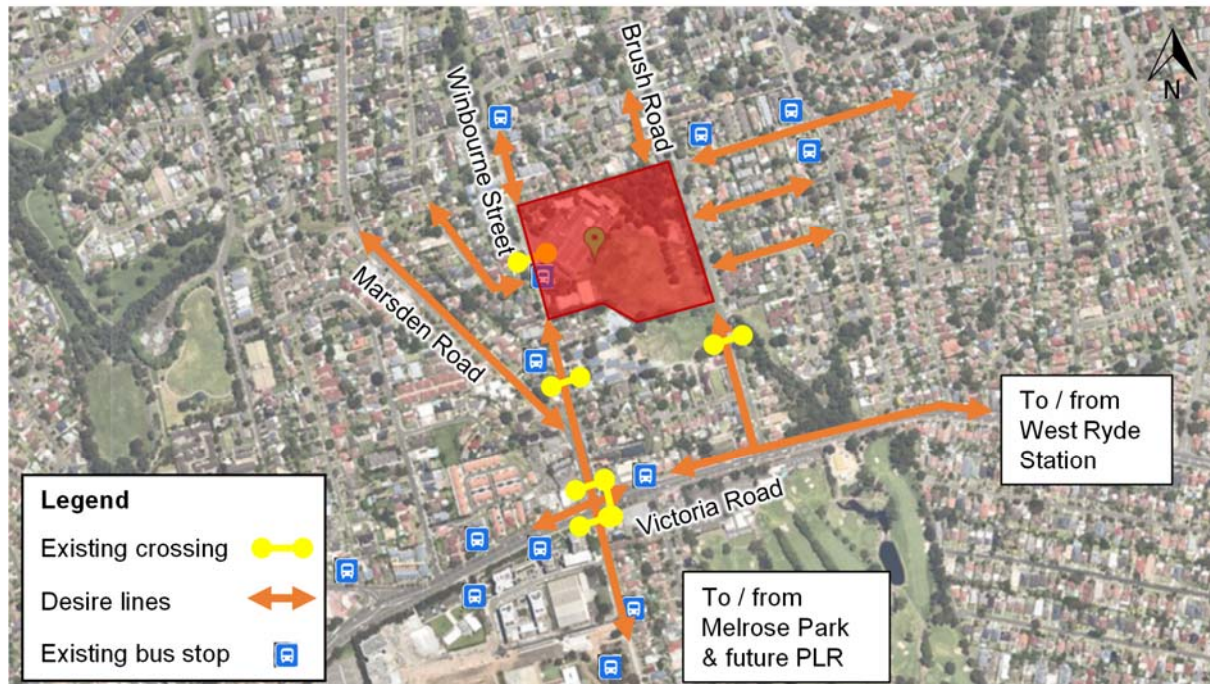 Brush Road
Winbourne Street
N
Marsden Road
To / from
West Ryde
Station
Victoria Road
Legend
Existing crossing
Desire lines
Existing bus stop
To / from
Melrose Park
& future PLR